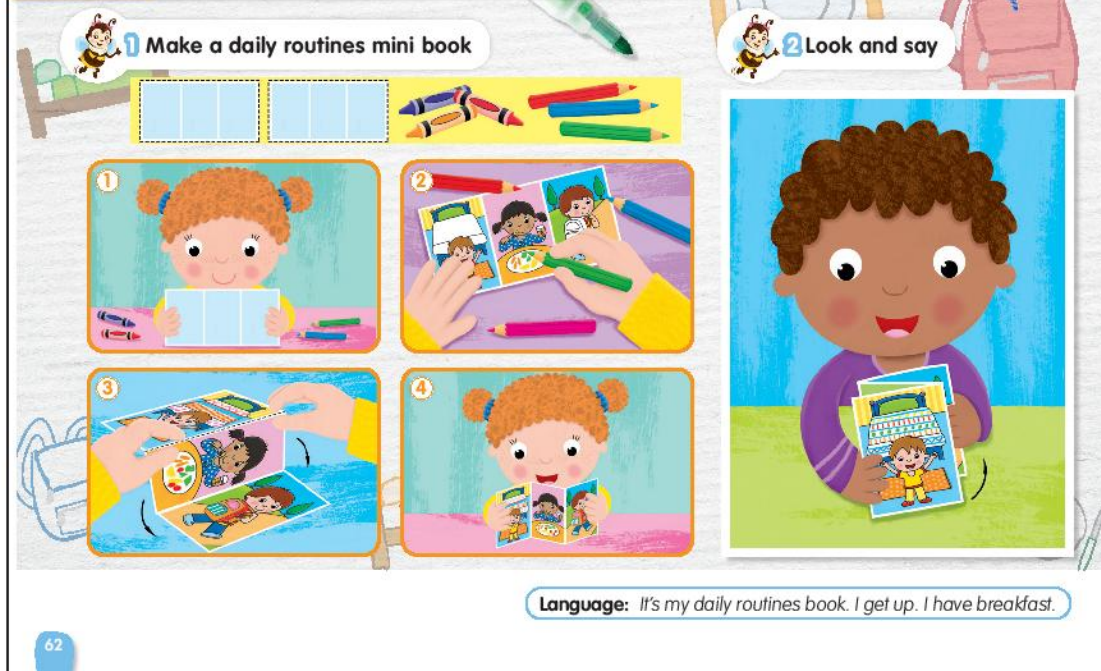 1 Make a daily routines mini book
2 Look and say
1
2
3
4
Language: It's my daily routines book. I get up. I have breakfast.
62